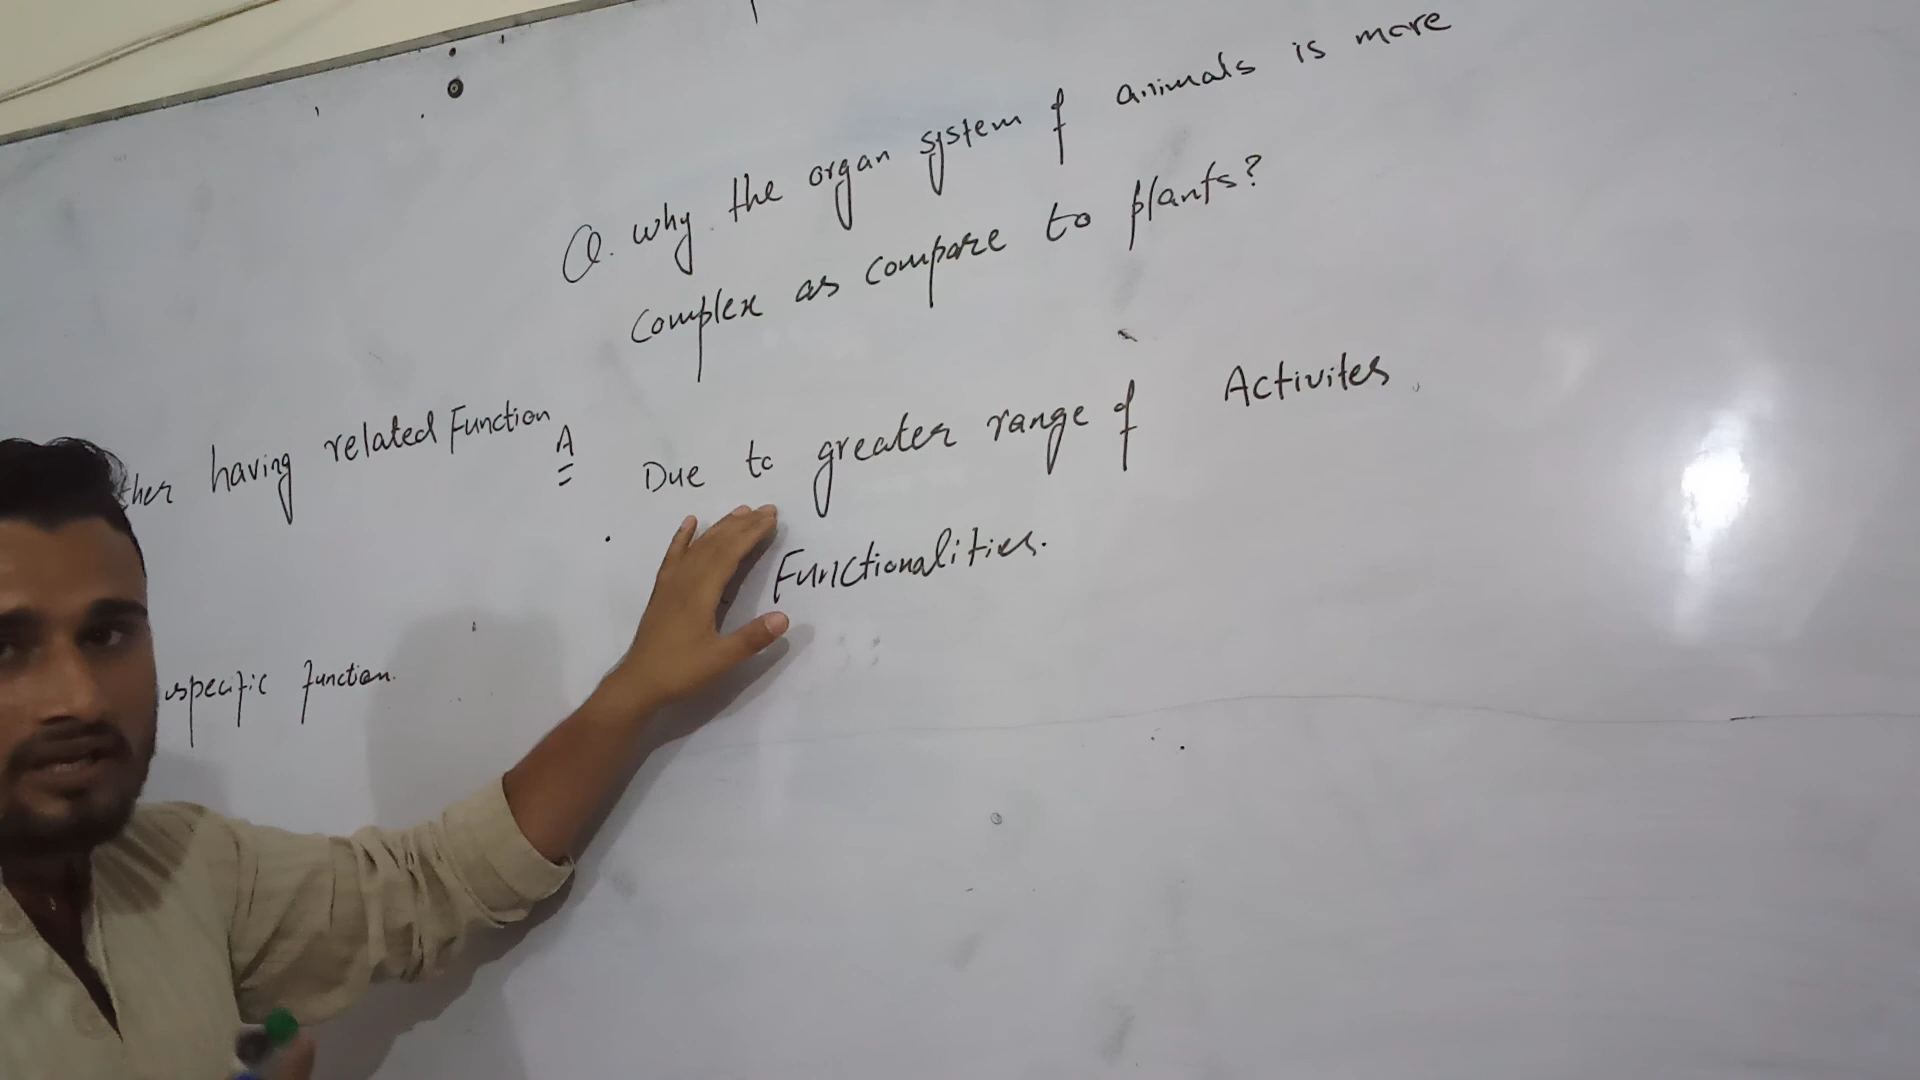 Q. why the organ system of animals is more
complex as compare to plants?
ther having related Function
A Due to greater range of Activites
Functionalities.
specific function.